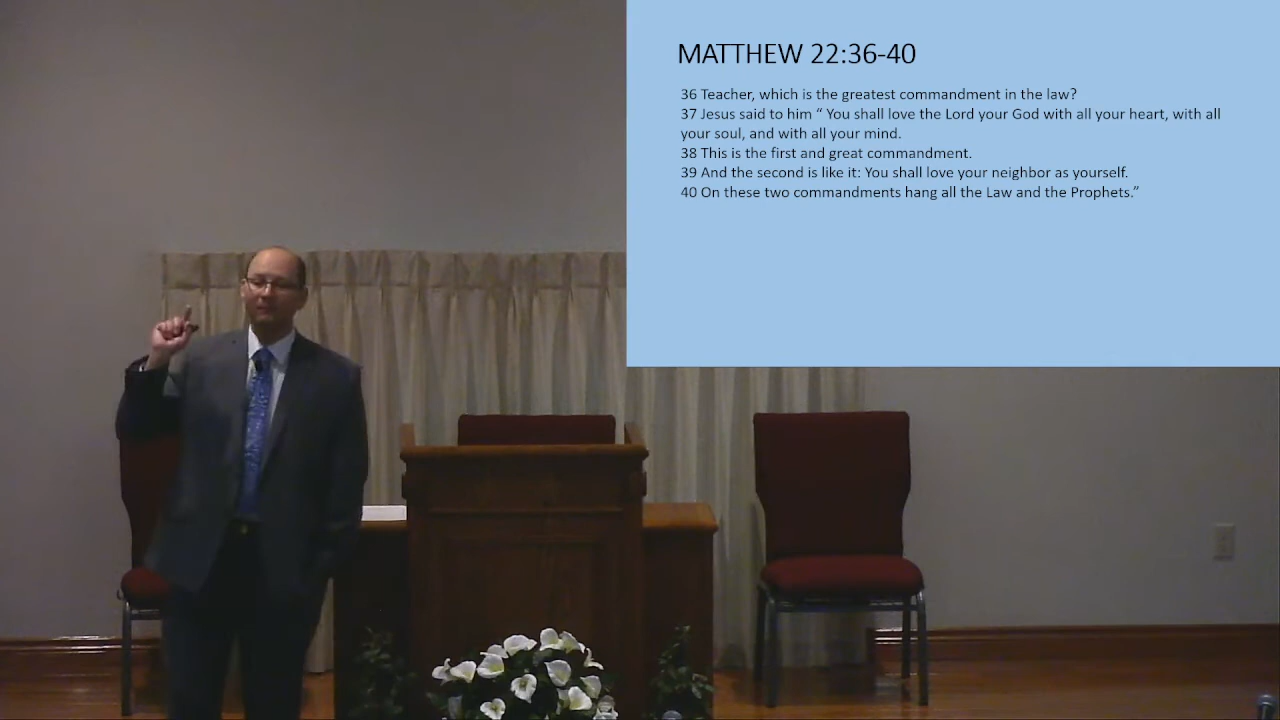 MATTHEW 22:36-40
36 Teacher, which is the greatest commandment in the law?
37 Jesus said to him “ You shall love the Lord your God with all your heart, with all
your soul, and with all your mind.
38 This is the first and great commandment.
39 And the second is like it: You shall love your neighbor as yourself.
40 On these two commandments hang all the Law and the Prophets.”